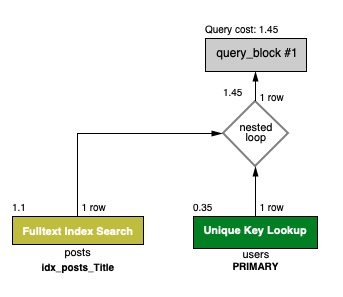 Query cost: 1.45
query_block #1
1.45
1 row
nested
loop
1.1
1 row
Fulltext Index Search
posts
idx_posts_Title
0.35
1 row
Unique Key Lookup
users
PRIMARY